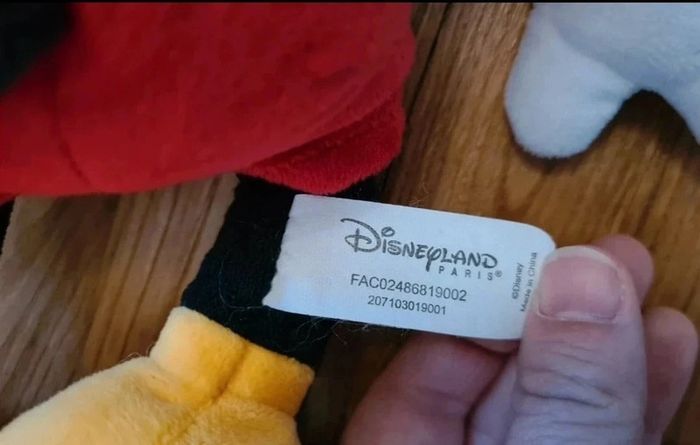 DISNEYLAND
PARIS®
FAC02486819002
207103019001
©Disney
Made in China